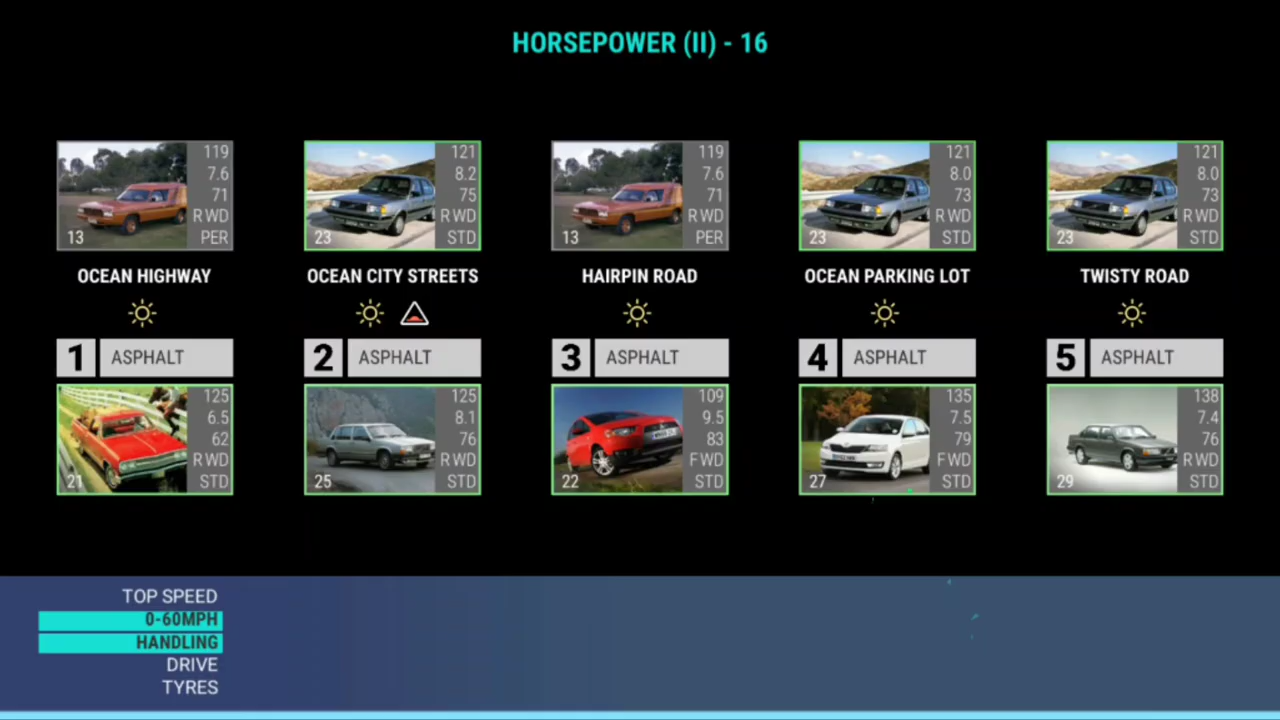 HORSEPOWER (II) - 16
119
7.6
71
RWD
PER
13
121
8.2
75
RWD
STD
23
119
7.6
71
RWD
PER
13
121
8.0
73
RWD
STD
23
121
8.0
73
RWD
STD
23
OCEAN HIGHWAY
OCEAN CITY STREETS
HAIRPIN ROAD
OCEAN PARKING LOT
TWISTY ROAD
1 ASPHALT
2 ASPHALT
3 ASPHALT
4 ASPHALT
5 ASPHALT
125
6.5
62
RWD
STD
21
125
8.1
76
RWD
STD
25
109
9.5
83
FWD
STD
22
135
7.5
79
FWD
STD
27
138
7.4
76
RWD
STD
29
TOP SPEED
0-60MPH
HANDLING
DRIVE
TYRES